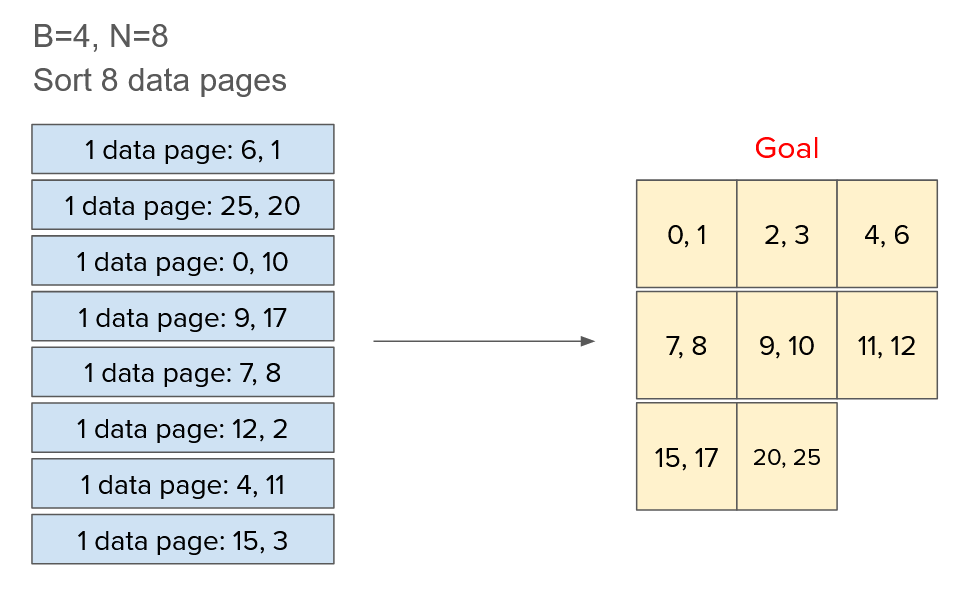 B=4, N=8
Sort 8 data pages
1 data page: 6, 1
1 data page: 25, 20
1 data page: 0, 10
1 data page: 9, 17
1 data page: 7, 8
1 data page: 12, 2
1 data page: 4, 11
1 data page: 15, 3
Goal
0, 1
2, 3
4, 6
7, 8
9, 10
11, 12
15, 17
20, 25